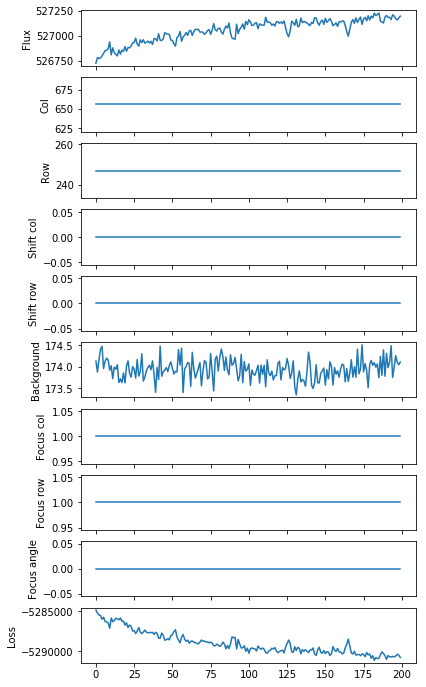 527250
527000
526750
Flux
675
650
625
Col
260
240
Row
0.05
0.00
−0.05
Shift col
0.05
0.00
−0.05
Shift row
174.5
174.0
173.5
Background
1.05
1.00
0.95
Focus col
1.05
1.00
0.95
Focus row
0.05
0.00
−0.05
Focus angle
−5285000
−5290000
Loss
0 25 50 75 100 125 150 175 200